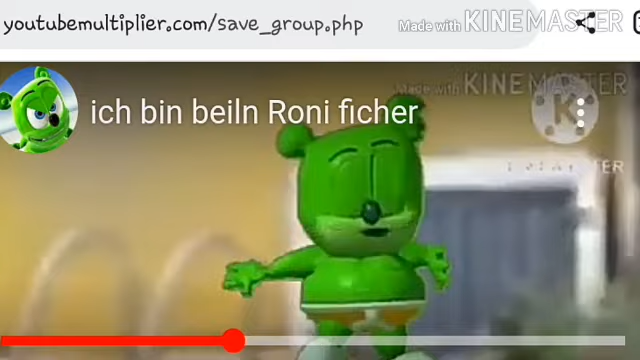 youtubemultiplier.com/save_group.php
Made with KINEMASTER
Made with KINEMASTER
ich bin beiln Roni ficher
K